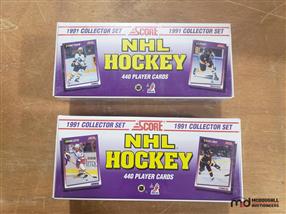 1991 COLLECTOR SET SCORE 1991 COLLECTOR SET
NHL
HOCKEY
440 PLAYER CARDS
1991 COLLECTOR SET SCORE 1991 COLLECTOR SET
NHL
HOCKEY
440 PLAYER CARDS
md MCDOUGALL
AUCTIONEERS